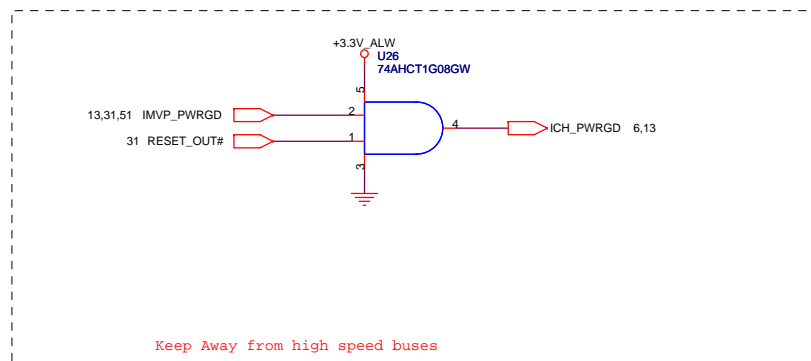 +3.3V_ALW
U26
74AHCT1G08GW
5
13,31,51 IMVP_PWRGD 2
4 ICH_PWRGD 6,13
31 RESET_OUT# 1
3
Keep Away from high speed buses